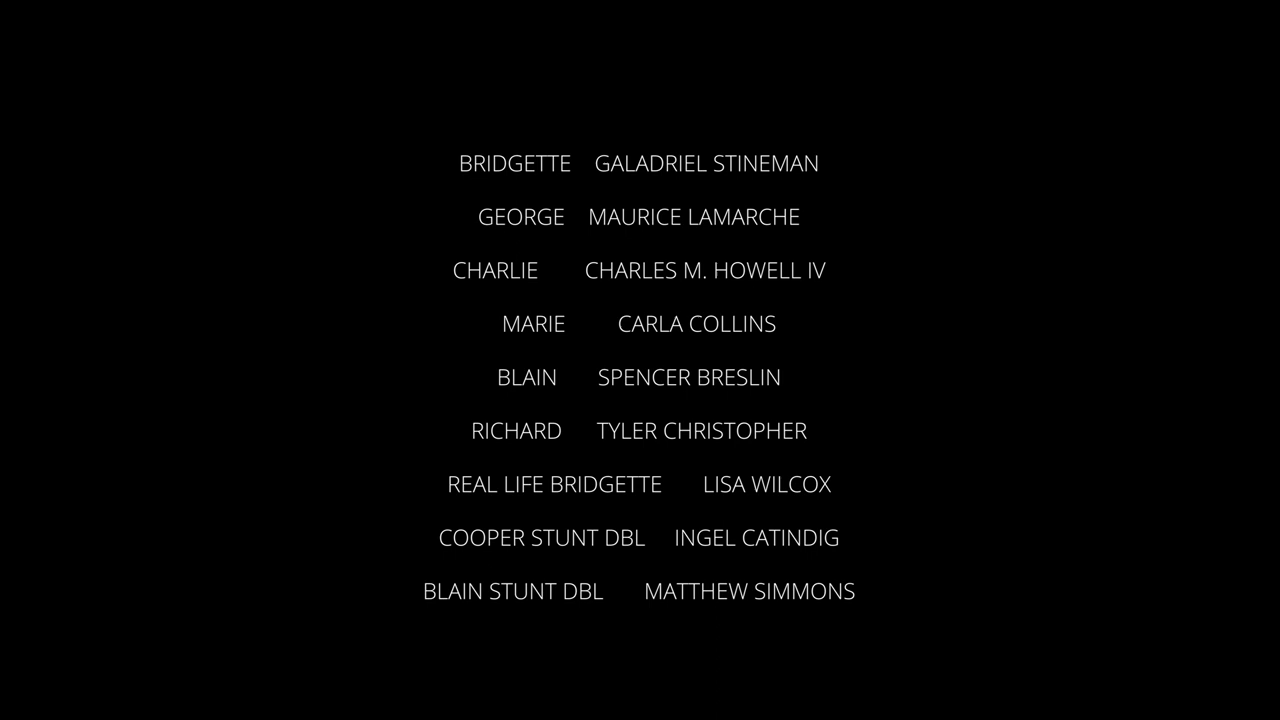 BRIDGETTE GALADRIEL STINEMAN
GEORGE MAURICE LAMARCHE
CHARLIE CHARLES M. HOWELL IV
MARIE CARLA COLLINS
BLAIN SPENCER BRESLIN
RICHARD TYLER CHRISTOPHER
REAL LIFE BRIDGETTE LISA WILCOX
COOPER STUNT DBL INGEL CATINDIG
BLAIN STUNT DBL MATTHEW SIMMONS